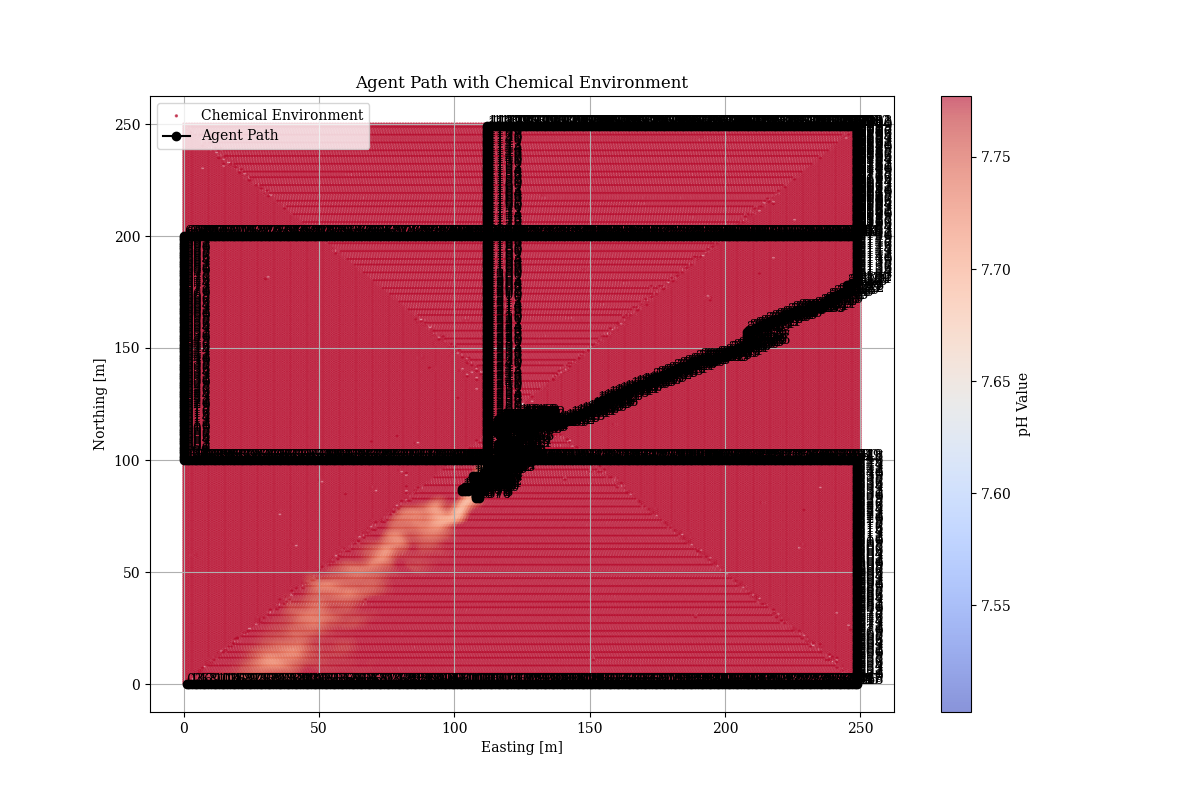 Agent Path with Chemical Environment
Chemical Environment
Agent Path
250
200
150
100
50
0
Northing [m]
0 50 100 150 200 250
Easting [m]
7.75
7.70
7.65
7.60
7.55
pH Value